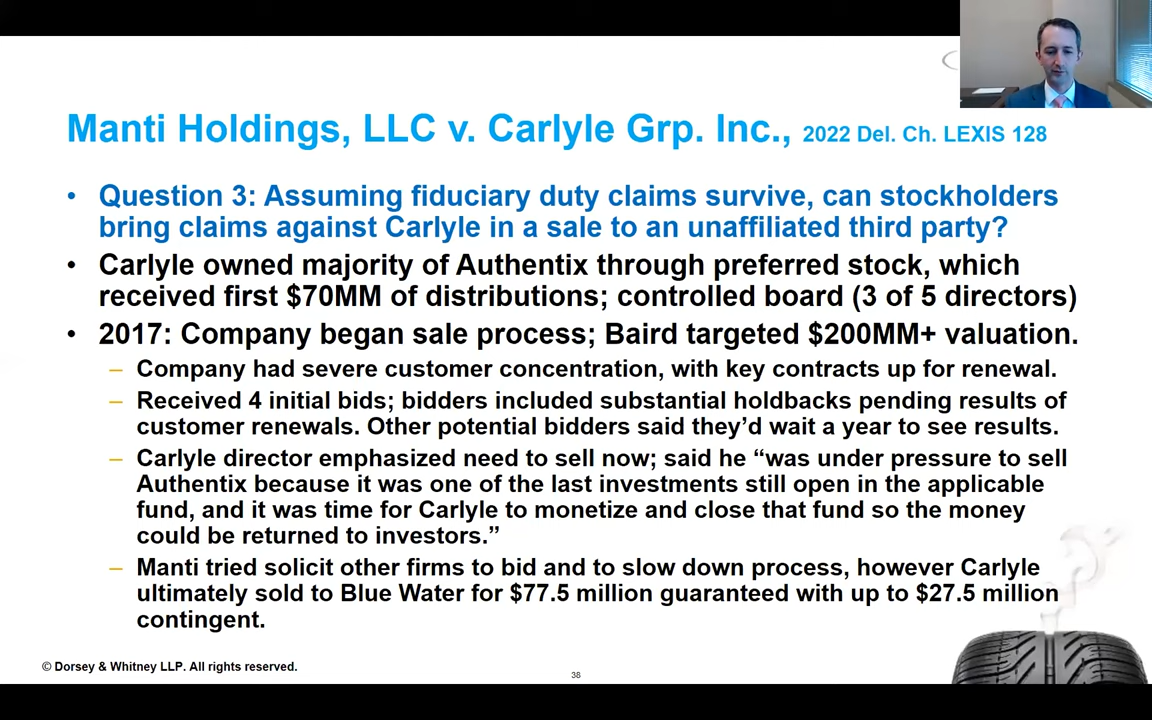 Manti Holdings, LLC v. Carlyle Grp. Inc., 2022 Del. Ch. LEXIS 128
• Question 3: Assuming fiduciary duty claims survive, can stockholders
bring claims against Carlyle in a sale to an unaffiliated third party?
• Carlyle owned majority of Authentix through preferred stock, which
received first $70MM of distributions; controlled board (3 of 5 directors)
• 2017: Company began sale process; Baird targeted $200MM+ valuation.
– Company had severe customer concentration, with key contracts up for renewal.
– Received 4 initial bids; bidders included substantial holdbacks pending results of
customer renewals. Other potential bidders said they’d wait a year to see results.
– Carlyle director emphasized need to sell now; said he “was under pressure to sell
Authentix because it was one of the last investments still open in the applicable
fund, and it was time for Carlyle to monetize and close that fund so the money
could be returned to investors.”
– Manti tried solicit other firms to bid and to slow down process, however Carlyle
ultimately sold to Blue Water for $77.5 million guaranteed with up to $27.5 million
contingent.
© Dorsey & Whitney LLP. All rights reserved.
38